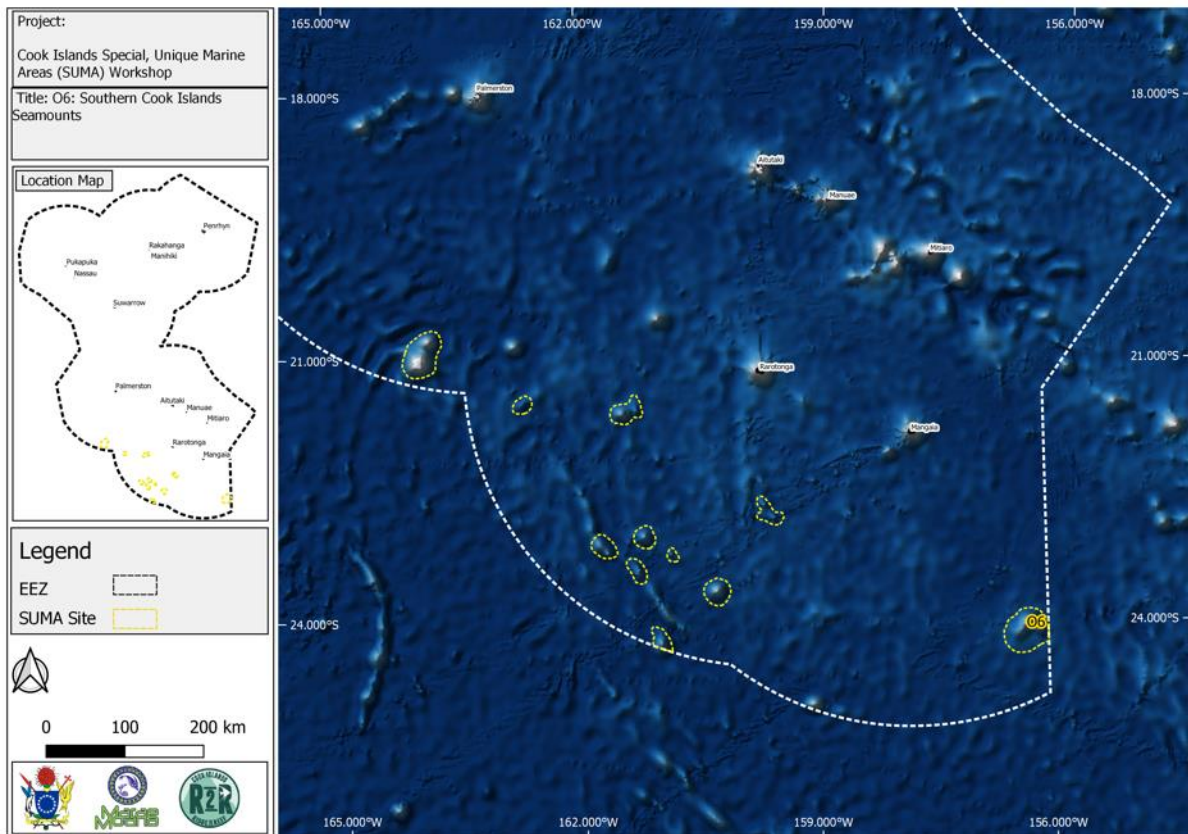 Project:
Cook Islands Special, Unique Marine
Areas (SUMA) Workshop
Title: O6: Southern Cook Islands
Seamounts
Location Map
Penrhyn
Rakahanga
Manihiki
Pukapuka
Nassau
Suwarrow
Palmerston
Aitutaki
Manuae
Mitiaro
Rarotonga
Mangaia
Legend
EEZ
SUMA Site
0 100 200 km
R2R
165.000°W 162.000°W 159.000°W 156.000°W
18.000°S 18.000°S
Palmerston
Aitutaki
Manuae
Mitiaro
21.000°S 21.000°S
Rarotonga
Mangaia
24.000°S 24.000°S
O6
165.000°W 162.000°W 159.000°W 156.000°W